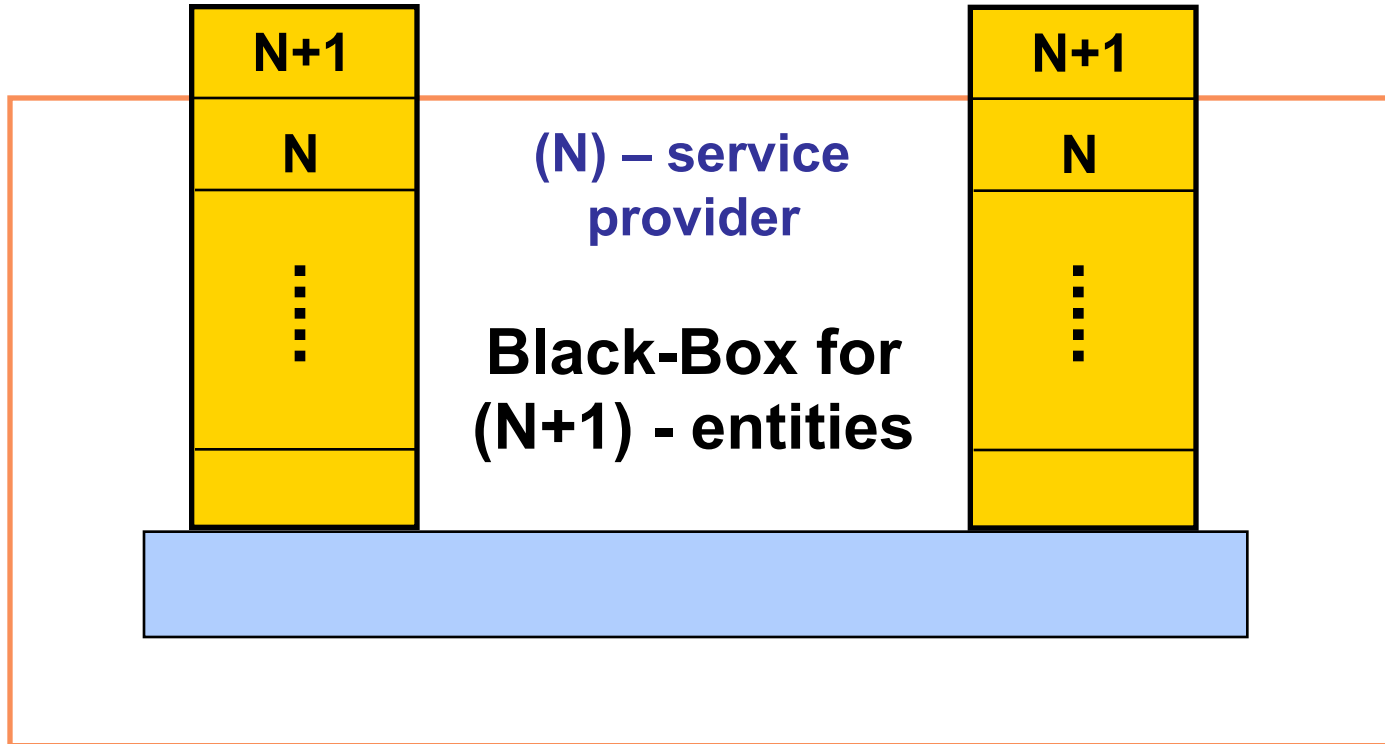 N+1
N+1
N
(N) – service
provider
N
Black-Box for
(N+1) - entities